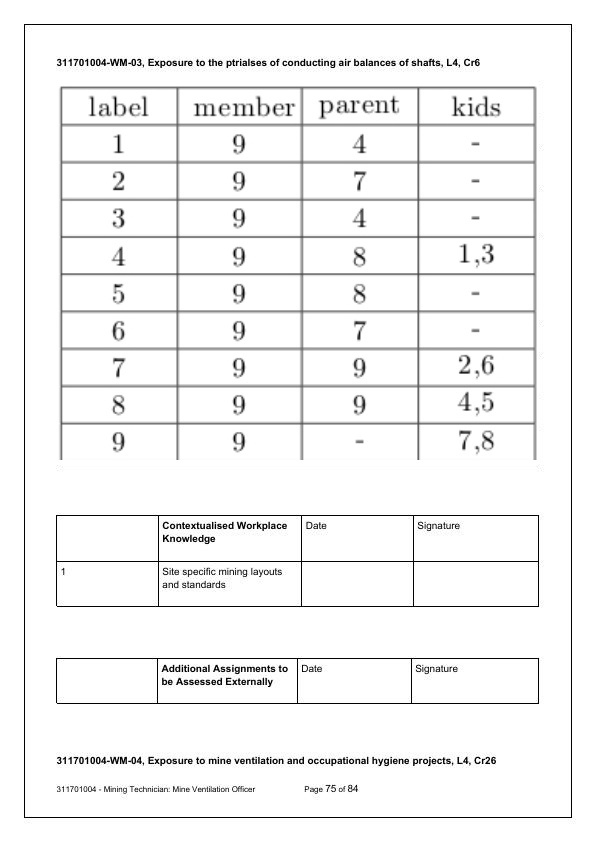 311701004-WM-03, Exposure to the ptrialses of conducting air balances of shafts, L4, Cr6
label member parent kids
1 9 4 -
2 9 7 -
3 9 4 -
4 9 8 1,3
5 9 8 -
6 9 7 -
7 9 9 2,6
8 9 9 4,5
9 9 - 7,8
Contextualised Workplace Date Signature
Knowledge
1 Site specific mining layouts
and standards
Additional Assignments to Date Signature
be Assessed Externally
311701004-WM-04, Exposure to mine ventilation and occupational hygiene projects, L4, Cr26
311701004 - Mining Technician: Mine Ventilation Officer Page 75 of 84